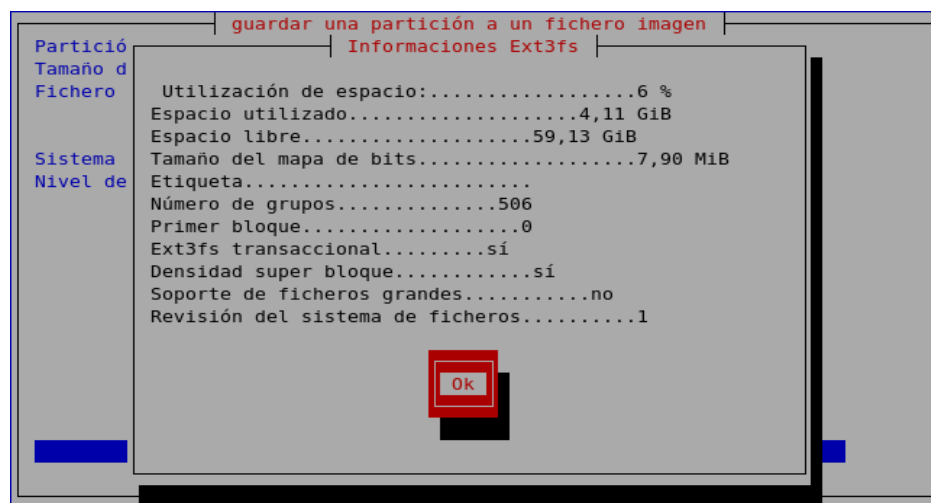 guardar una partición a un fichero imagen
Partició
Informaciones Ext3fs
Tamaño d
Fichero
Utilización de espacio:...................6 %
Espacio utilizado.....................4,11 GiB
Espacio libre.....................59,13 GiB
Sistema
Tamaño del mapa de bits...................7,90 MiB
Nivel de
Etiqueta..........................
Número de grupos..............506
Primer bloque...................0
Ext3fs transaccional.........sí
Densidad super bloque............sí
Soporte de ficheros grandes...........no
Revisión del sistema de ficheros..........1
Ok